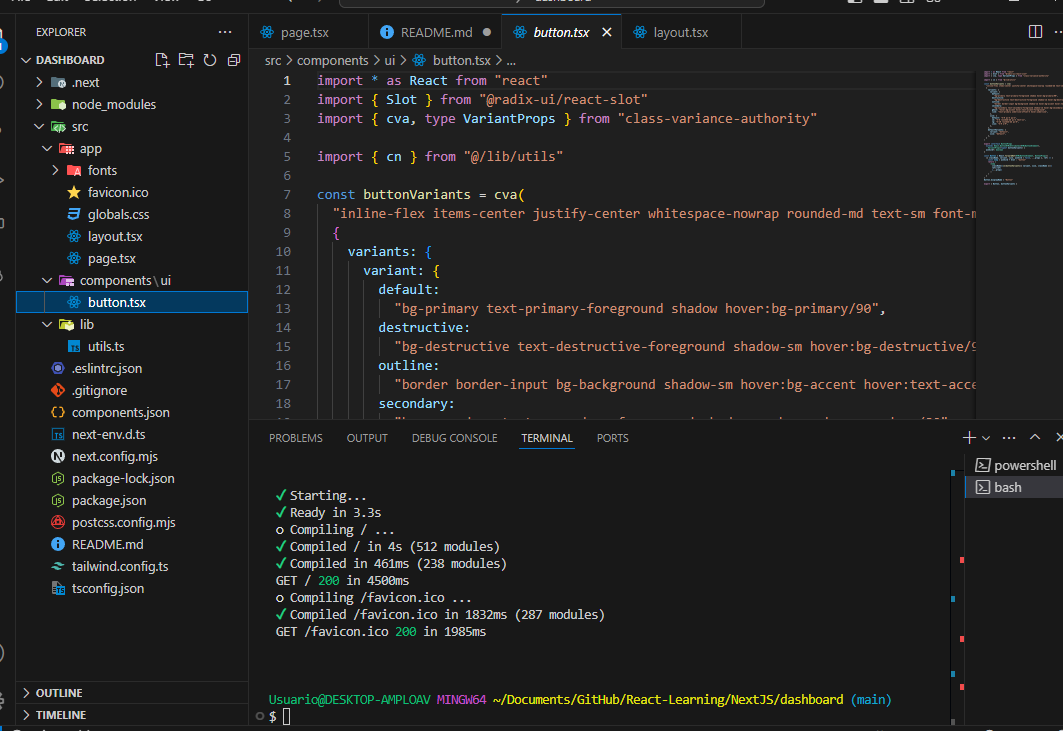 EXPLORER
DASHBOARD
.next
node_modules
src
app
fonts
favicon.ico
globals.css
layout.tsx
page.tsx
components\ui
button.tsx
lib
utils.ts
.eslintrc.json
.gitignore
components.json
next-env.d.ts
next.config.mjs
package-lock.json
package.json
postcss.config.mjs
README.md
tailwind.config.ts
tsconfig.json
OUTLINE
TIMELINE
page.tsx README.md button.tsx layout.tsx
src > components > ui > button.tsx > ...
1 import * as React from "react"
2 import { Slot } from "@radix-ui/react-slot"
3 import { cva, type VariantProps } from "class-variance-authority"
4
5 import { cn } from "@/lib/utils"
6
7 const buttonVariants = cva(
8 "inline-flex items-center justify-center whitespace-nowrap rounded-md text-sm
9 {
10 variants: {
11 variant: {
12 default:
13 "bg-primary text-primary-foreground shadow hover:bg-primary/90",
14 destructive:
15 "bg-destructive text-destructive-foreground shadow-sm hover:bg-destructive/9
16 outline:
17 "border border-input bg-background shadow-sm hover:bg-accent hover:text-acce
18 secondary:
PROBLEMS OUTPUT DEBUG CONSOLE TERMINAL PORTS
powershell
bash
✓ Starting...
✓ Ready in 3.3s
○ Compiling / ...
✓ Compiled / in 4s (512 modules)
✓ Compiled in 461ms (238 modules)
GET / 200 in 4500ms
○ Compiling /favicon.ico ...
✓ Compiled /favicon.ico in 1832ms (287 modules)
GET /favicon.ico 200 in 1985ms
Usuario@DESKTOP-AMPLOAV MINGW64 ~/Documents/GitHub/React-Learning/NextJS/dashboard (main)
$